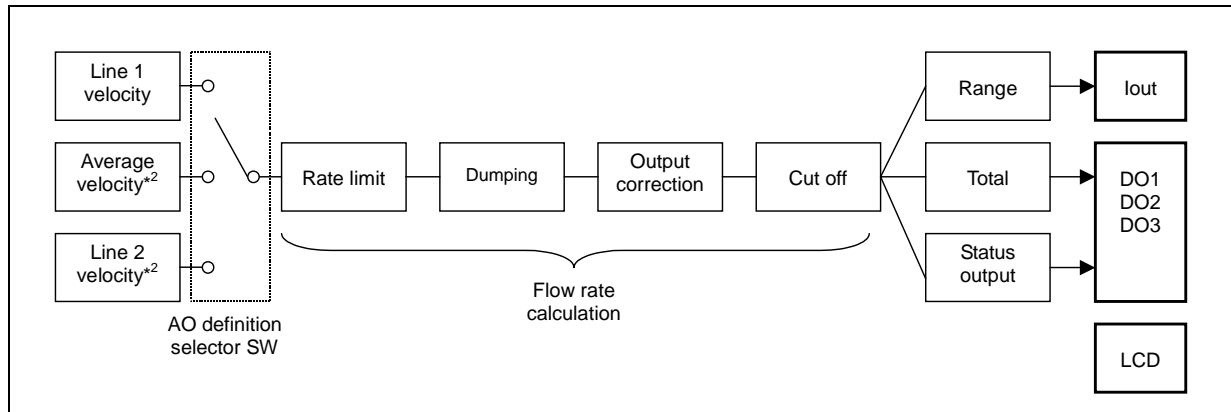 Line 1
velocity
Average
velocity*2
Line 2
velocity*2
AO definition
selector SW
Rate limit
Dumping
Output
correction
Cut off
Flow rate
calculation
Range
Total
Status
output
Iout
DO1
DO2
DO3
LCD